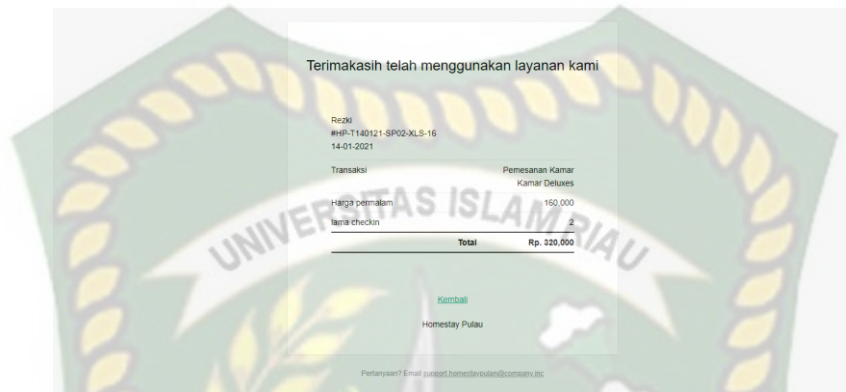 Terimakasih telah menggunakan layanan kami
Rezki
#HP-T140121-SP02-XLS-16
14-01-2021
Transaksi Pemesanan Kamar
Kamar Deluxes
Harga permalam 160,000
lama checkin 2
Total Rp. 320,000
UNIVERSITAS ISLAM RIAU
Kembali
Homestay Pulau
Pertanyaan? Email support.homestaypulau@company.inc